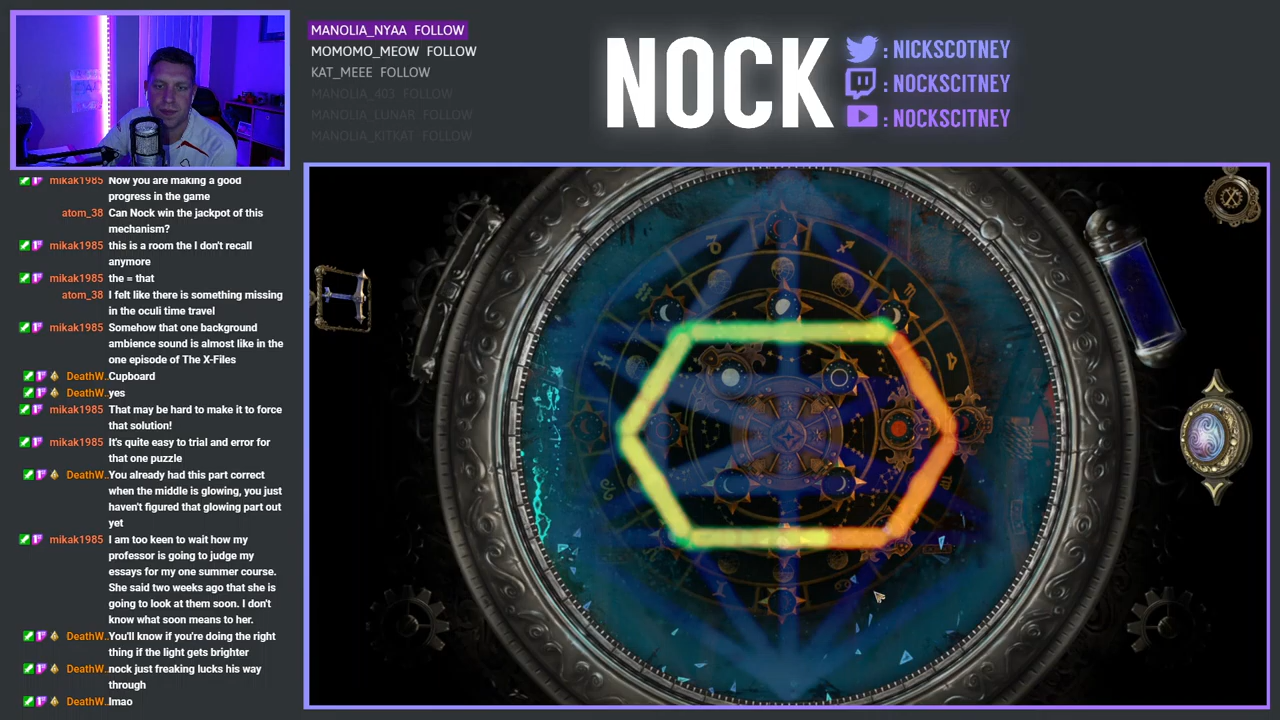 MANOLIA_NYAA FOLLOW
MOMOMO_MEOW FOLLOW
KAT_MEEE FOLLOW
MANOLIA_403 FOLLOW
MANOLIA_LUNAR FOLLOW
MANOLIA_KITKAT FOLLOW
NOCK
: NICKSCOTNEY
: NOCKSCITNEY
: NOCKSCITNEY
mikak1985 Now you are making a good
progress in the game
atom_38 Can Nock win the jackpot of this
mechanism?
mikak1985 this is a room the I don't recall
anymore
mikak1985 the = that
atom_38 I felt like there is something missing
in the oculi time travel
mikak1985 Somehow that one background
ambience sound is almost like in the
one episode of The X-Files
DeathW.. Cupboard
DeathW.. yes
mikak1985 That may be hard to make it to force
that solution!
mikak1985 It's quite easy to trial and error for
that one puzzle
DeathW.. You already had this part correct
when the middle is glowing, you just
haven't figured that glowing part out
yet
mikak1985 I am too keen to wait how my
professor is going to judge my
essays for my one summer course.
She said two weeks ago that she is
going to look at them soon. I don't
know what soon means to her.
DeathW.. You'll know if you're doing the right
thing if the light gets brighter
DeathW.. nock just freaking lucks his way
through
DeathW.. lmao